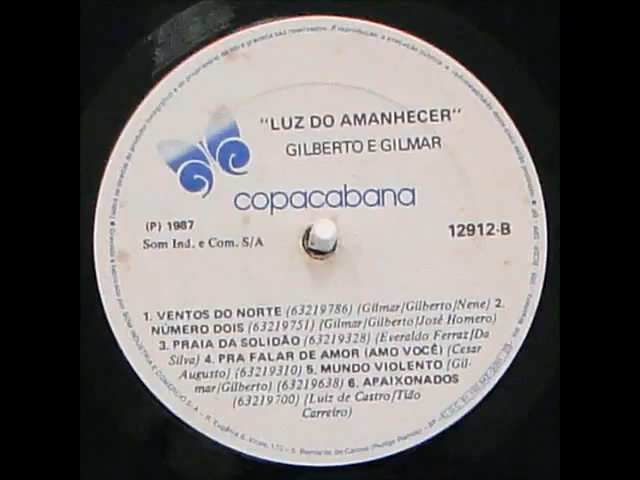 "LUZ DO AMANHECER"
GILBERTO E GILMAR
copacabana
(P) 1987
Som Ind. e Com. S/A
12912-B
1. VENTOS DO NORTE (63219786) (Gilmar/Gilberto/Nene) 2.
NÚMERO DOIS (63219751) (Gilmar/Gilberto/José Homero)
3. PRAIA DA SOLIDÃO (63219328) (Everaldo Ferraz/Da
Silva) 4. PRA FALAR DE AMOR (AMO VOCÊ) (Cesar
Augusto) (63219310) 5. MUNDO VIOLENTO (Gil-
mar/Gilberto) (63219638) 6. APAIXONADOS
(63219700) (Luiz de Castro/Tião
Carreiro)